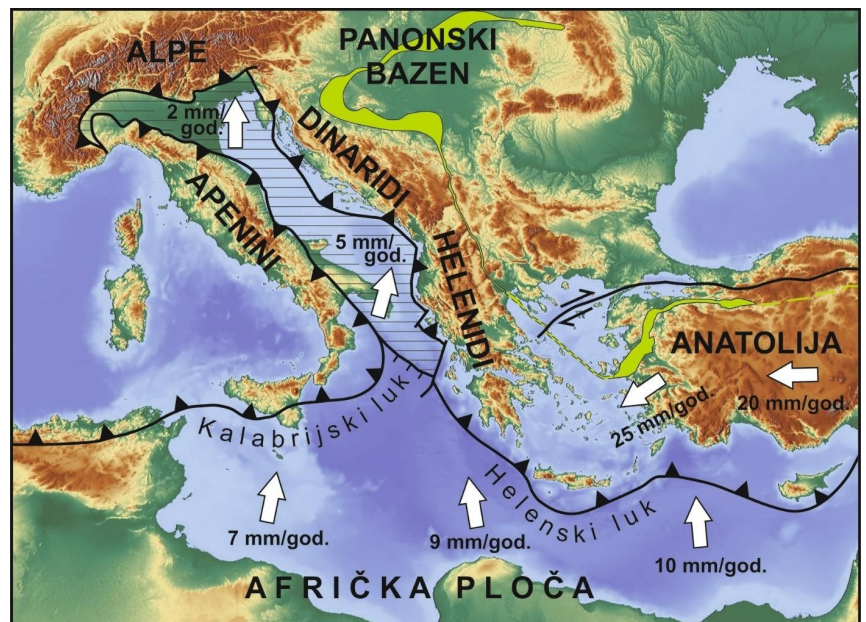 ALPE
PANONSKI
BAZEN
2 mm
god.
DINARIDI
APENINI
5 mm/
god.
HELENIDI
ANATOLIJA
20 mm/god.
25 mm/god.
Kalabrijski luk
Helenski luk
7 mm/god.
9 mm/god.
10 mm/god.
AFRIČKA PLOČA